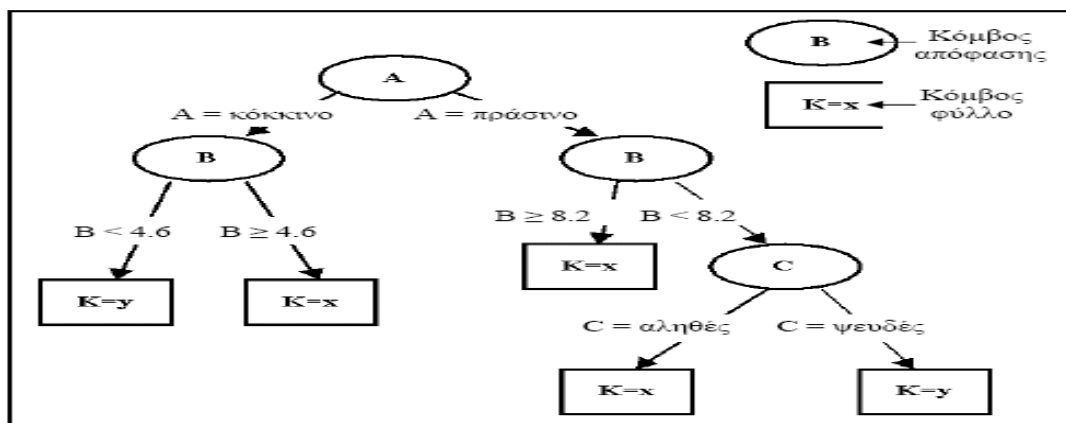 A
B
Κόμβος
απόφασης
K=x
Κόμβος
φύλλο
A = κόκκινο
A = πράσινο
B
B
B < 4.6
B ≥ 4.6
B ≥ 8.2
B < 8.2
K=y
K=x
K=x
C
C = αληθές
C = ψευδές
K=x
K=y